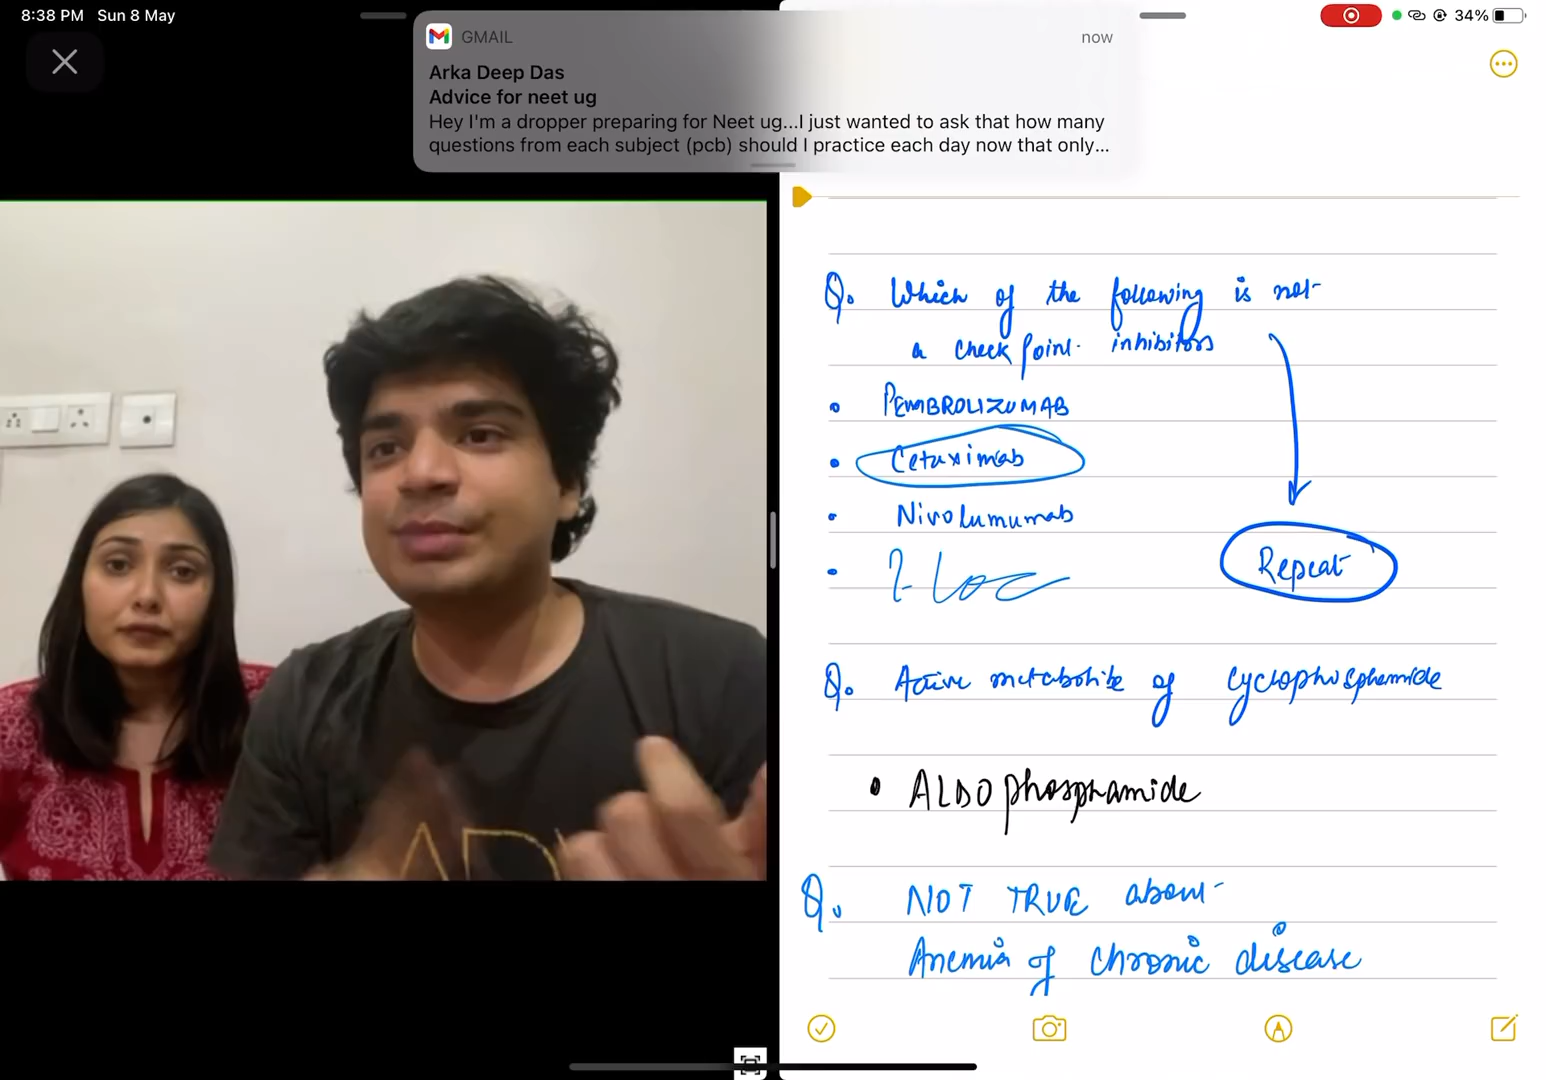 8:38 PM Sun 8 May
34%
GMAIL
now
Arka Deep Das
Advice for neet ug
Hey I'm a dropper preparing for Neet ug...I just wanted to ask that how many
questions from each subject (pcb) should I practice each day now that only...
Q. Which of the following is not
a check point inhibitors
• PEMBROLIZUMAB
• Cetuximab
• Nivolumumab
Repeat
Q. Active metabolite of cyclophosphamide
• ALDOphosphamide
Q. NOT TRUE about
Anemia of chronic disease